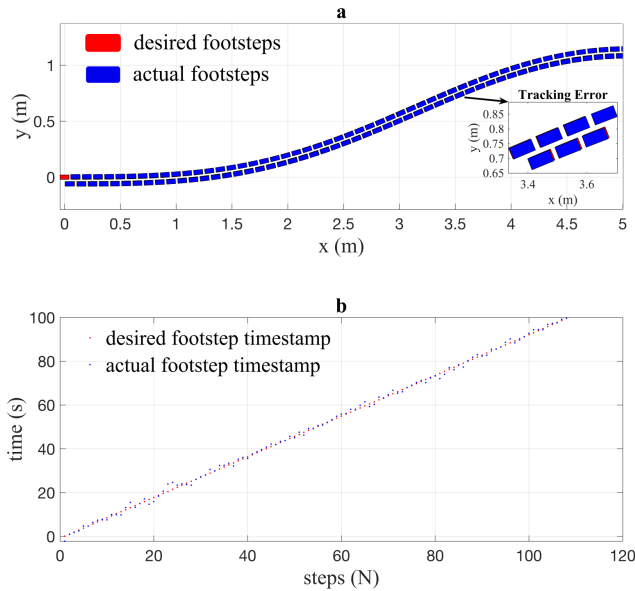 a
desired footsteps
actual footsteps
1
0.5
0
y (m)
0 0.5 1 1.5 2 2.5 3 3.5 4 4.5 5
x (m)
Tracking Error
0.85
0.8
0.75
0.7
0.65
y (m)
3.4 3.6
x (m)
b
desired footstep timestamp
actual footstep timestamp
100
80
60
40
20
0
time (s)
0 20 40 60 80 100 120
steps (N)